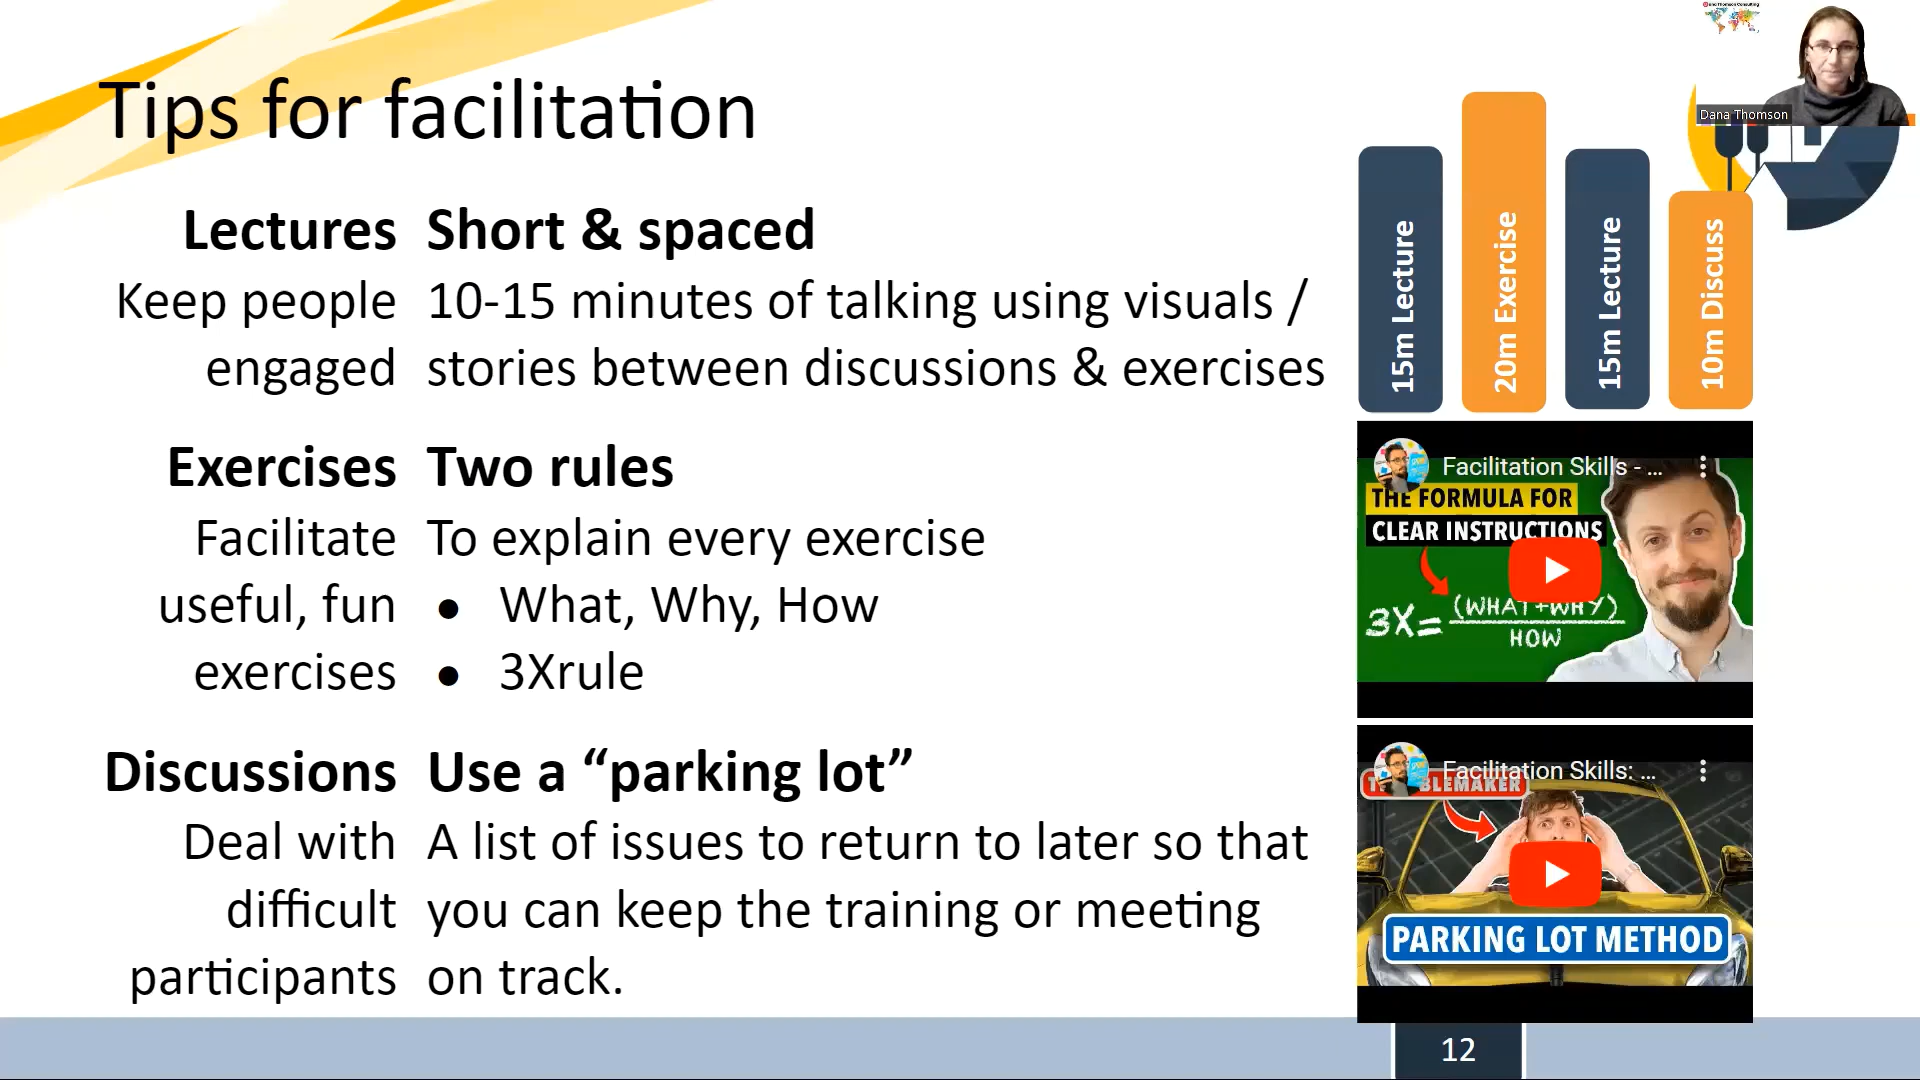 Dana Thomson Consulting
Dana Thomson
Tips for facilitation
Lectures Short & spaced
Keep people 10-15 minutes of talking using visuals /
engaged stories between discussions & exercises
15m Lecture
20m Exercise
15m Lecture
10m Discuss
Exercises Two rules
Facilitate To explain every exercise
useful, fun ● What, Why, How
exercises ● 3Xrule
Facilitation Skills - ...
THE FORMULA FOR
CLEAR INSTRUCTIONS
3X= (WHAT+WHY)
HOW
Discussions Use a “parking lot”
Deal with A list of issues to return to later so that
difficult you can keep the training or meeting
participants on track.
Facilitation Skills: ...
PARKING LOT METHOD
12